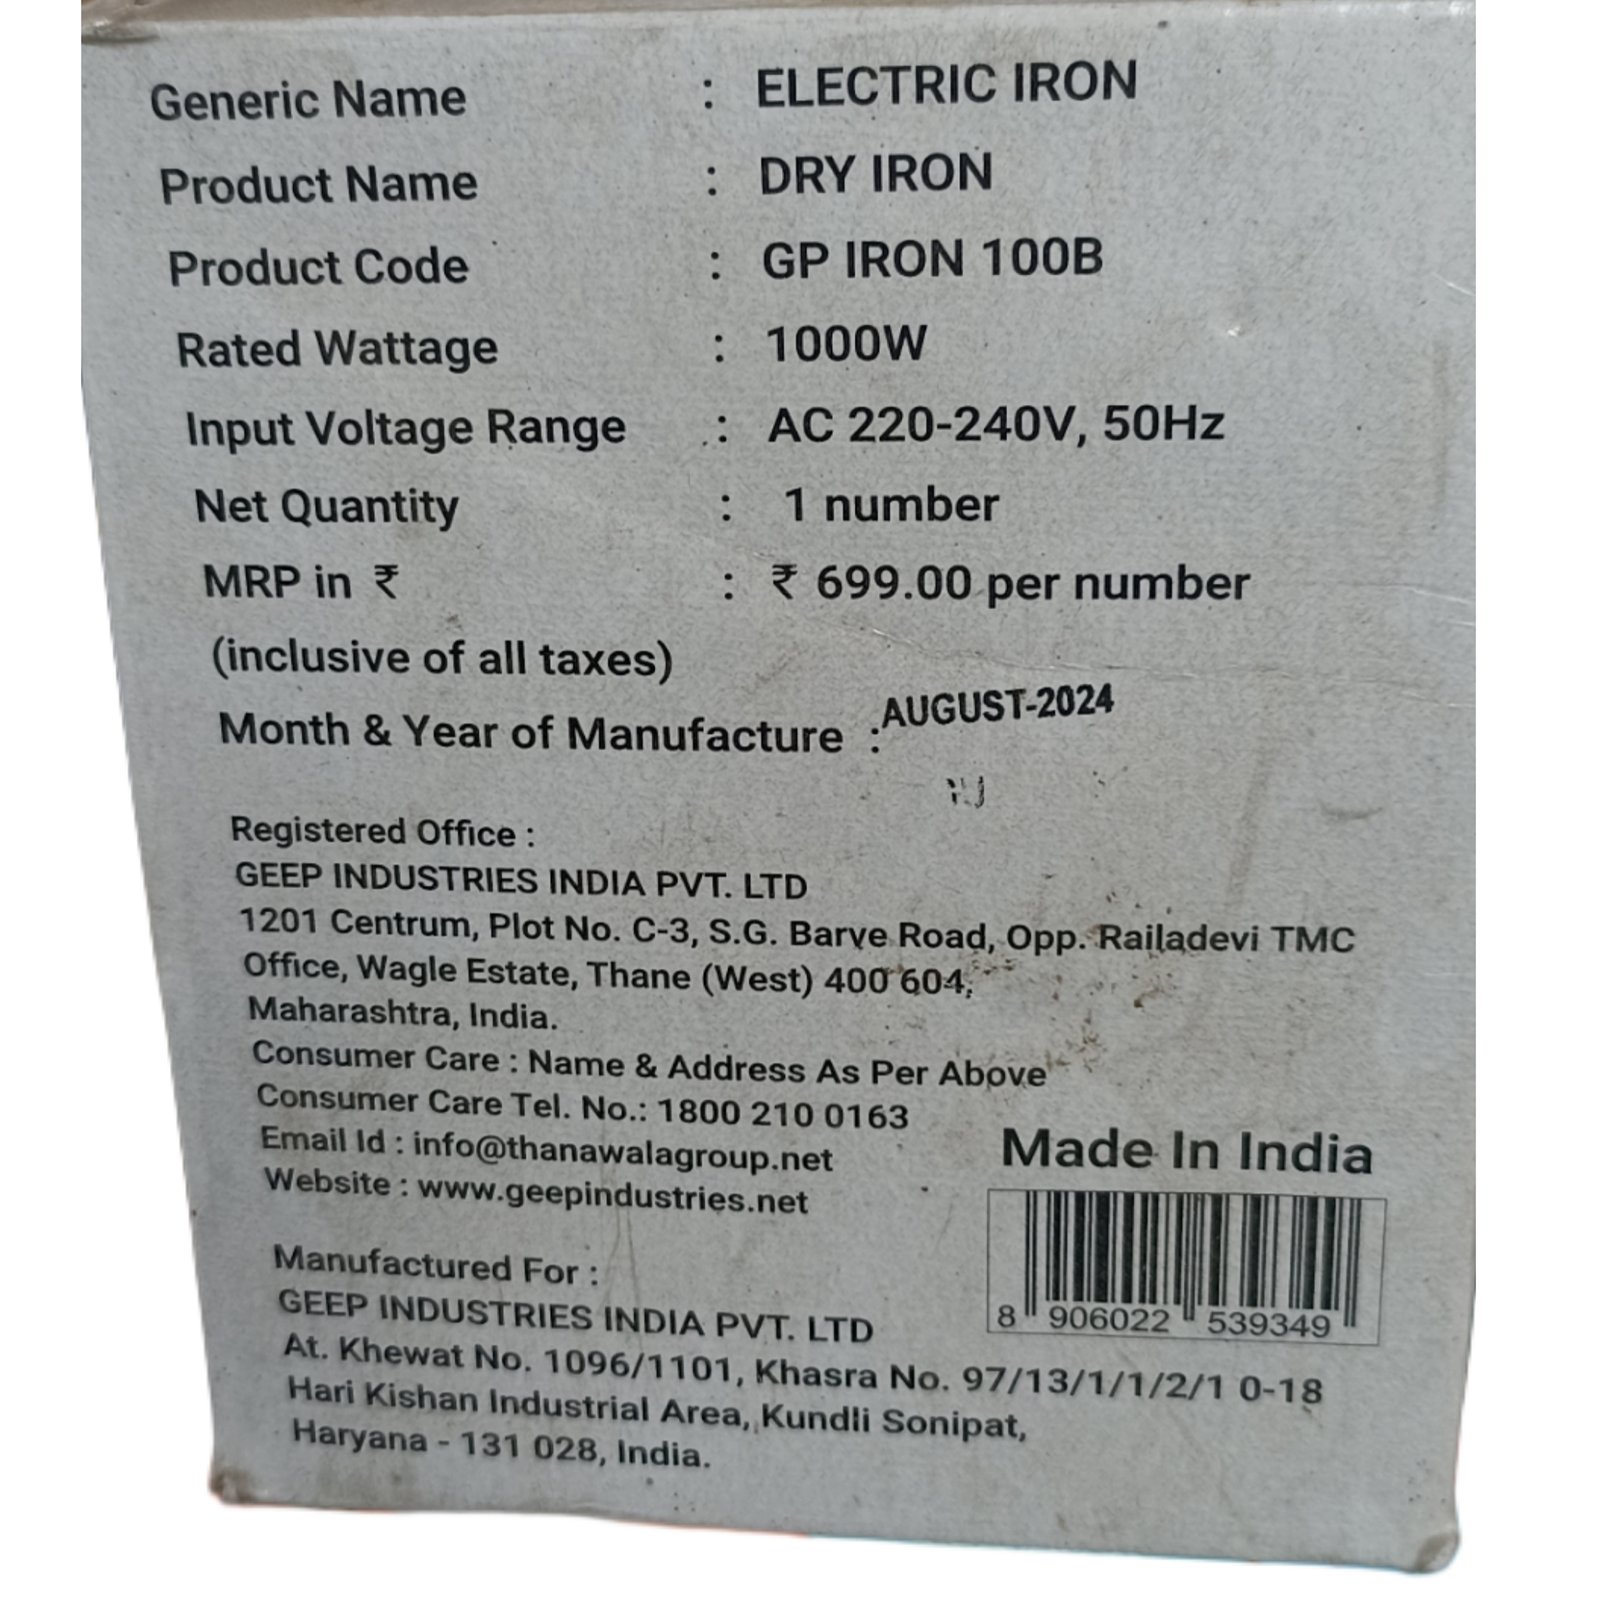 Generic Name : ELECTRIC IRON
Product Name : DRY IRON
Product Code : GP IRON 100B
Rated Wattage : 1000W
Input Voltage Range : AC 220-240V, 50Hz
Net Quantity : 1 number
MRP in ₹ : ₹ 699.00 per number
(inclusive of all taxes)
Month & Year of Manufacture : AUGUST-2024
Registered Office :
GEEP INDUSTRIES INDIA PVT. LTD
1201 Centrum, Plot No. C-3, S.G. Barve Road, Opp. Railadevi TMC
Office, Wagle Estate, Thane (West) 400 604,
Maharashtra, India.
Consumer Care : Name & Address As Per Above
Consumer Care Tel. No.: 1800 210 0163
Email Id : info@thanawalagroup.net
Website : www.geepindustries.net
Made In India
8 906022 539349
Manufactured For :
GEEP INDUSTRIES INDIA PVT. LTD
At. Khewat No. 1096/1101, Khasra No. 97/13/1/1/2/1 0-18
Hari Kishan Industrial Area, Kundli Sonipat,
Haryana - 131 028, India.